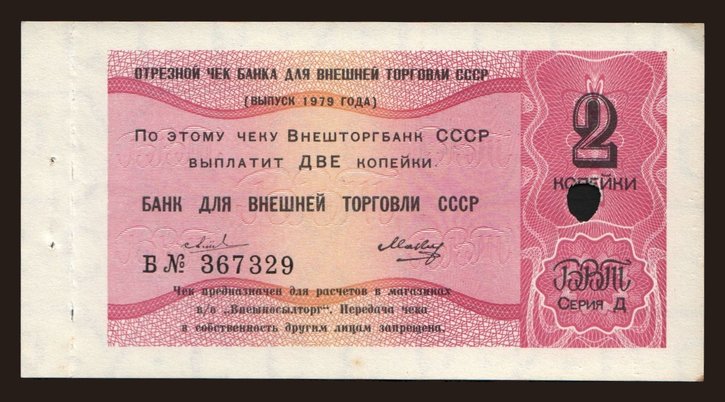 ОТРЕЗНОЙ ЧЕК БАНКА ДЛЯ ВНЕШНЕЙ ТОРГОВЛИ СССР
(ВЫПУСК 1979 ГОДА)
ПО ЭТОМУ ЧЕКУ ВНЕШТОРГБАНК СССР
ВЫПЛАТИТ ДВЕ КОПЕЙКИ.
БАНК ДЛЯ ВНЕШНЕЙ ТОРГОВЛИ СССР
Б № 367329
Чек предназначен для расчетов в магазинах
в/о „Внешпосылторг“. Передача чека
в собственность другим лицам запрещена.
2
КОПЕЙКИ
БВТ
СЕРИЯ Д